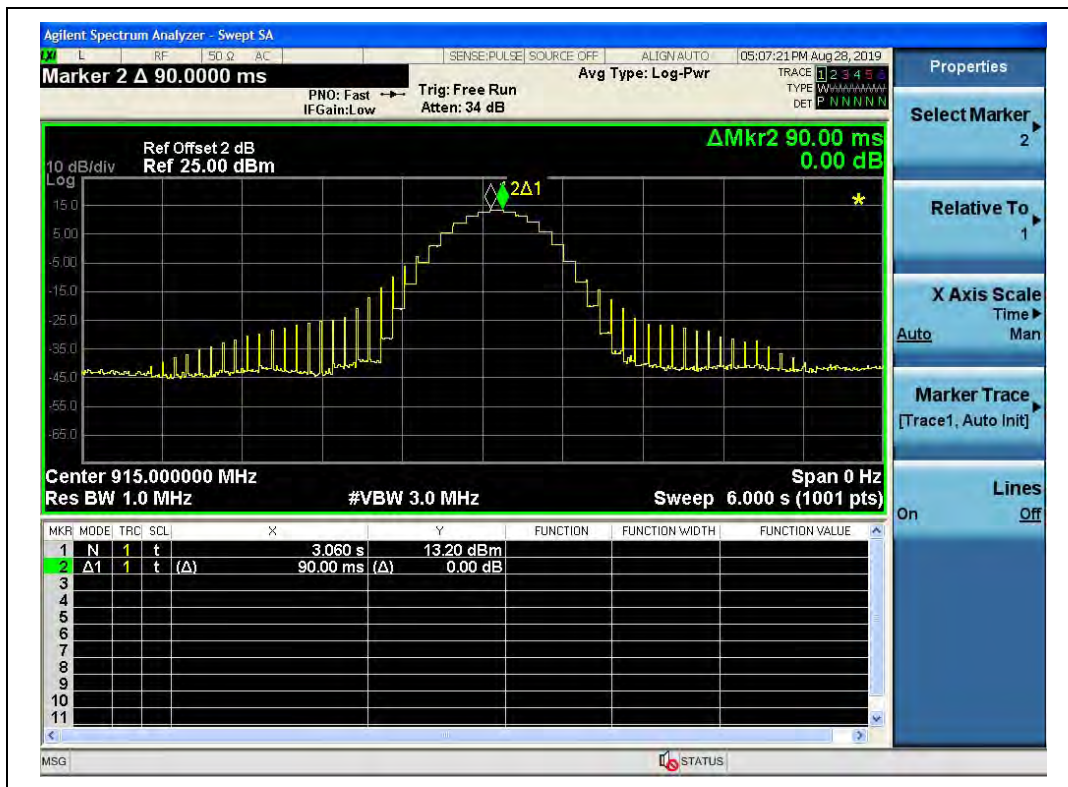 Agilent Spectrum Analyzer - Swept SA
LXI L RF 50 Ω AC SENSE:PULSE SOURCE OFF ALIGN AUTO 05:07:21 PM Aug 28, 2019
Marker 2 Δ 90.0000 ms
PNO: Fast
IFGain:Low
Trig: Free Run
Atten: 34 dB
Avg Type: Log-Pwr
TRACE 1 2 3 4 5 6
TYPE
DET P N N N N N
Ref Offset 2 dB
10 dB/div Ref 25.00 dBm
ΔMkr2 90.00 ms
0.00 dB
Log
15.0
5.00
-5.00
-15.0
-25.0
-35.0
-45.0
-55.0
-65.0
2Δ1
*
Center 915.000000 MHz Span 0 Hz
Res BW 1.0 MHz #VBW 3.0 MHz Sweep 6.000 s (1001 pts)
MKR MODE TRC SCL X Y FUNCTION FUNCTION WIDTH FUNCTION VALUE
1 N 1 t 3.060 s 13.20 dBm
2 Δ1 1 t (Δ) 90.00 ms (Δ) 0.00 dB
3
4
5
6
7
8
9
10
11
MSG STATUS
Properties
Select Marker
2
Relative To
1
X Axis Scale
Time
Auto Man
Marker Trace
[Trace1, Auto Init]
Lines
On Off